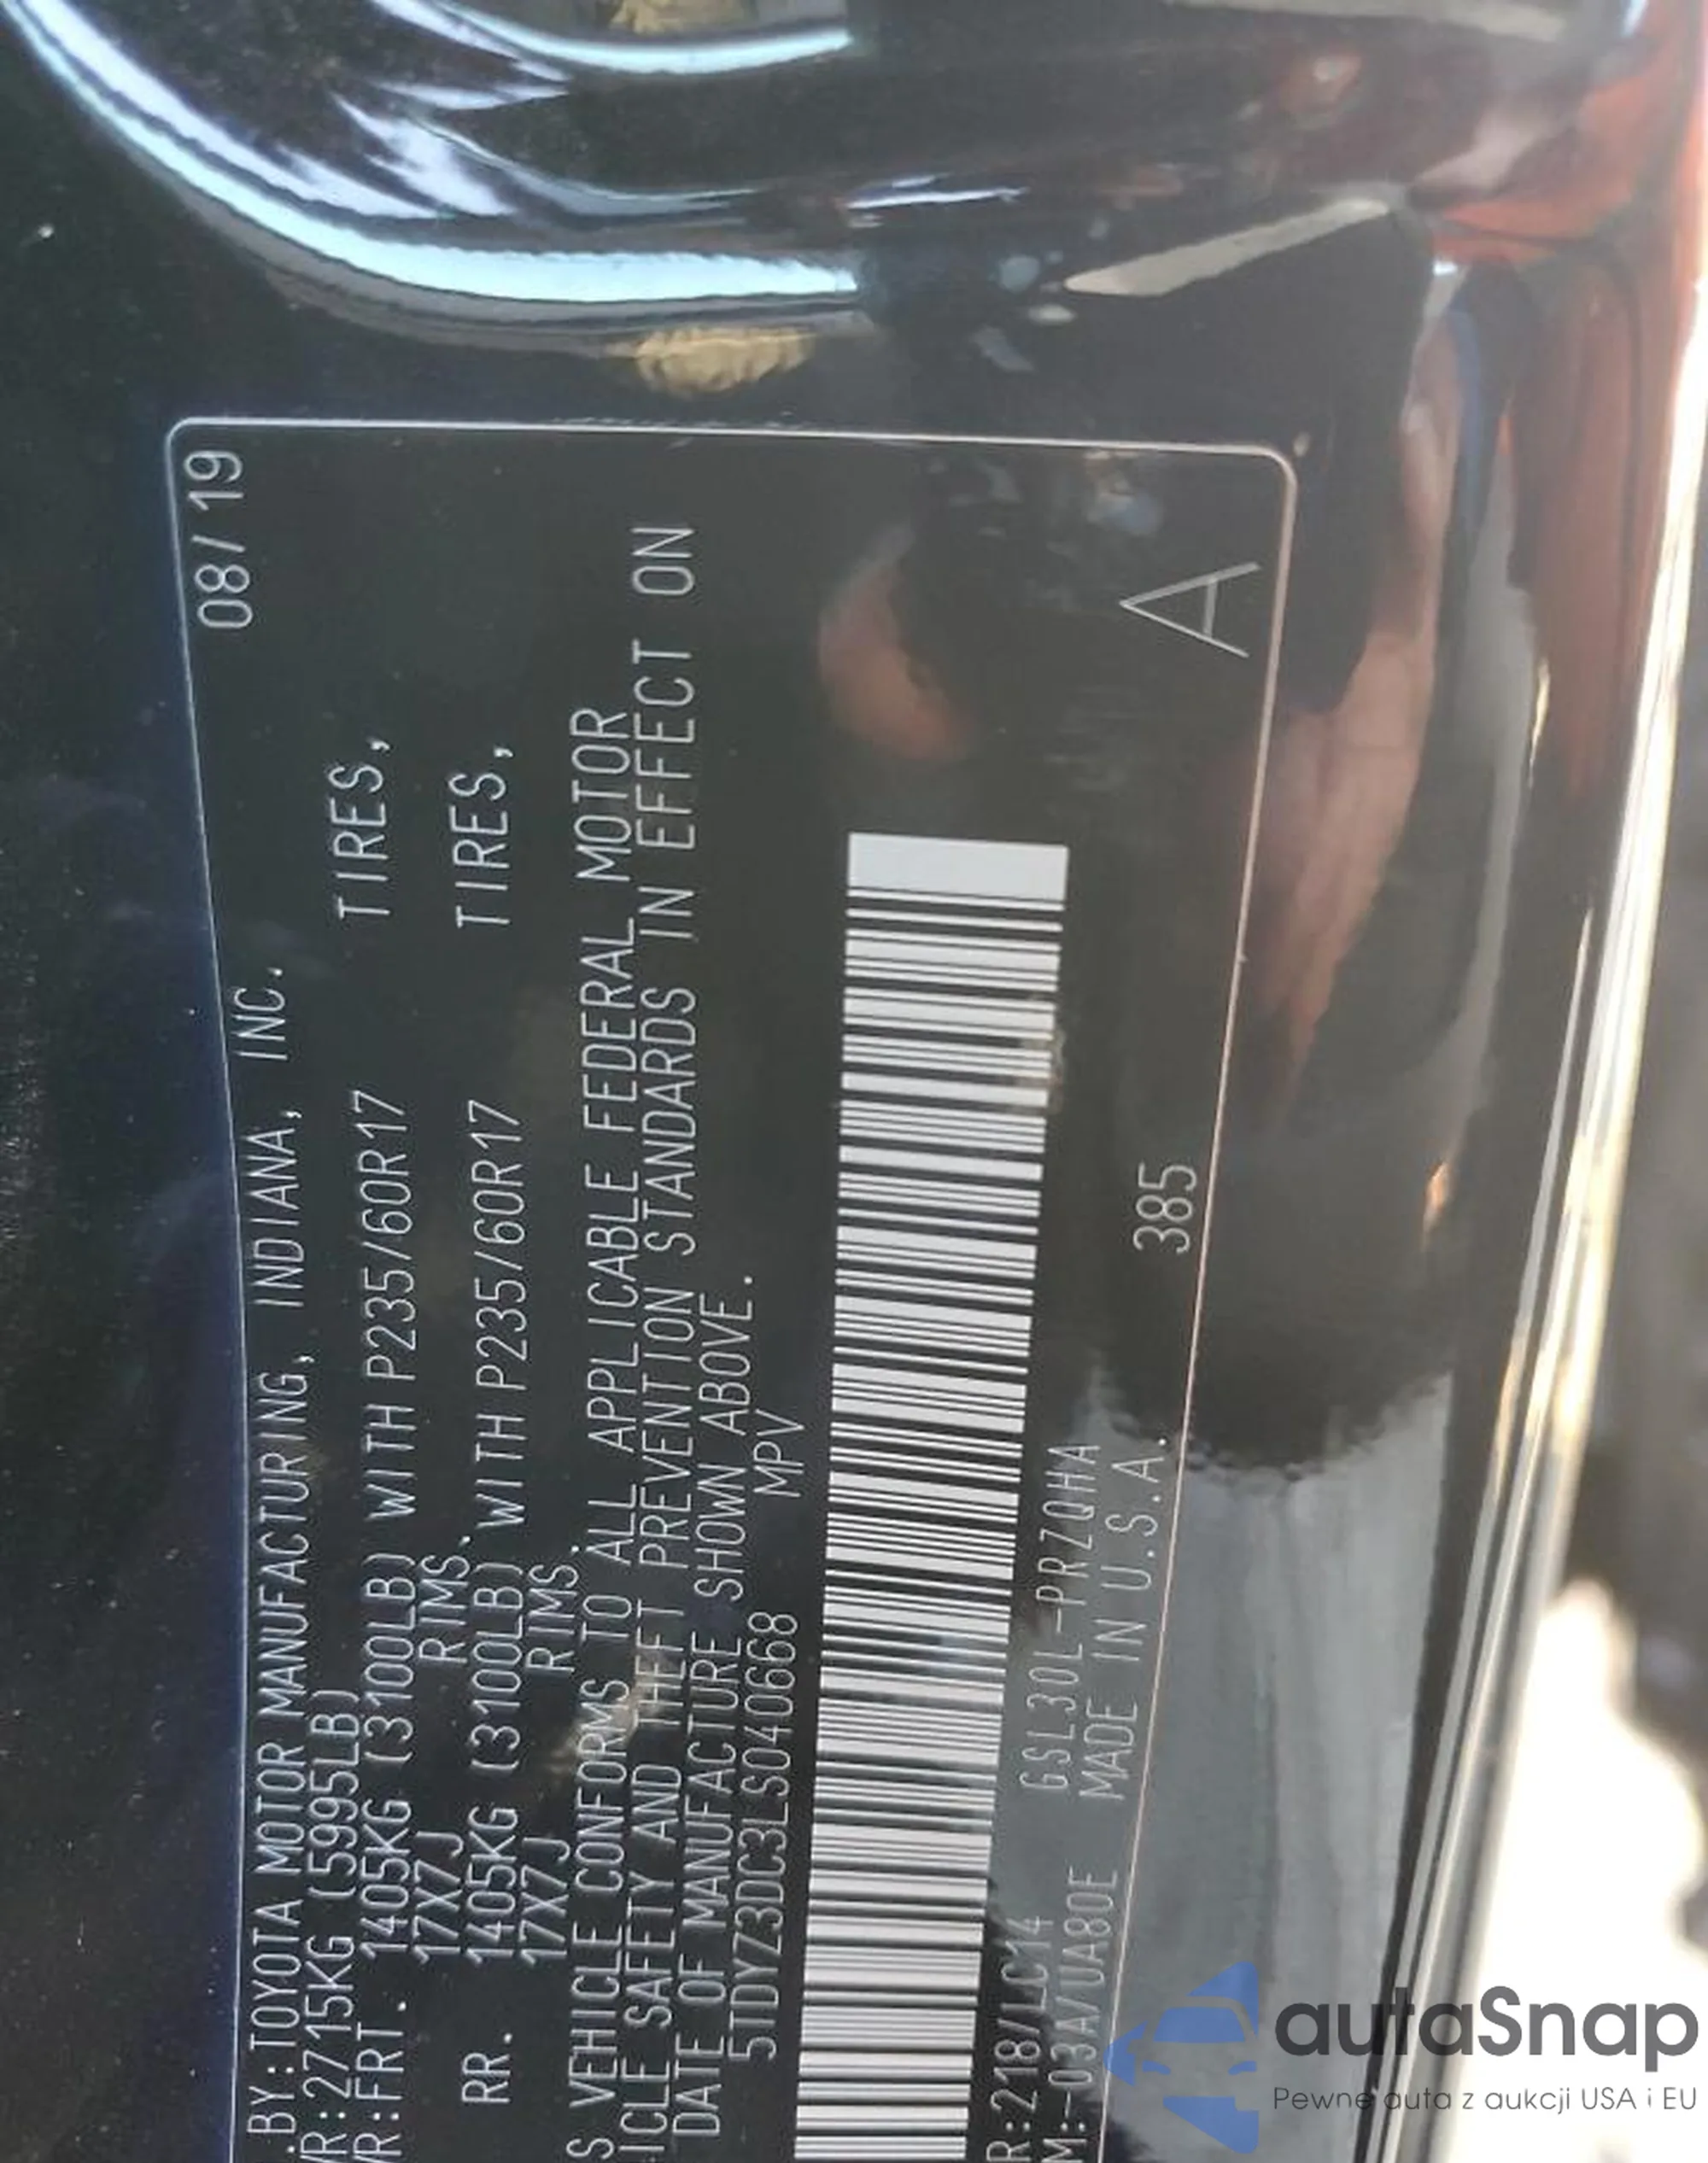 .BY:TOYOTA MOTOR MANUFACTURING, INDIANA, INC. 08/19
VR:2715KG (5995LB)
VR:FRT. 1405KG (3100LB) WITH P235/60R17 TIRES,
17X7J RIMS.
RR. 1405KG (3100LB) WITH P235/60R17 TIRES,
17X7J RIMS.
S VEHICLE CONFORMS TO ALL APPLICABLE FEDERAL MOTOR
ICLE SAFETY AND THEFT PREVENTION STANDARDS IN EFFECT ON
DATE OF MANUFACTURE SHOWN ABOVE.
5TDYZ3DC3LS040668 MPV
R:218/LC14 GSL30L-PRZQHA
M:-03A/UA80E MADE IN U.S.A. 385
A
autaSnap
Pewne auta z aukcji USA i EU